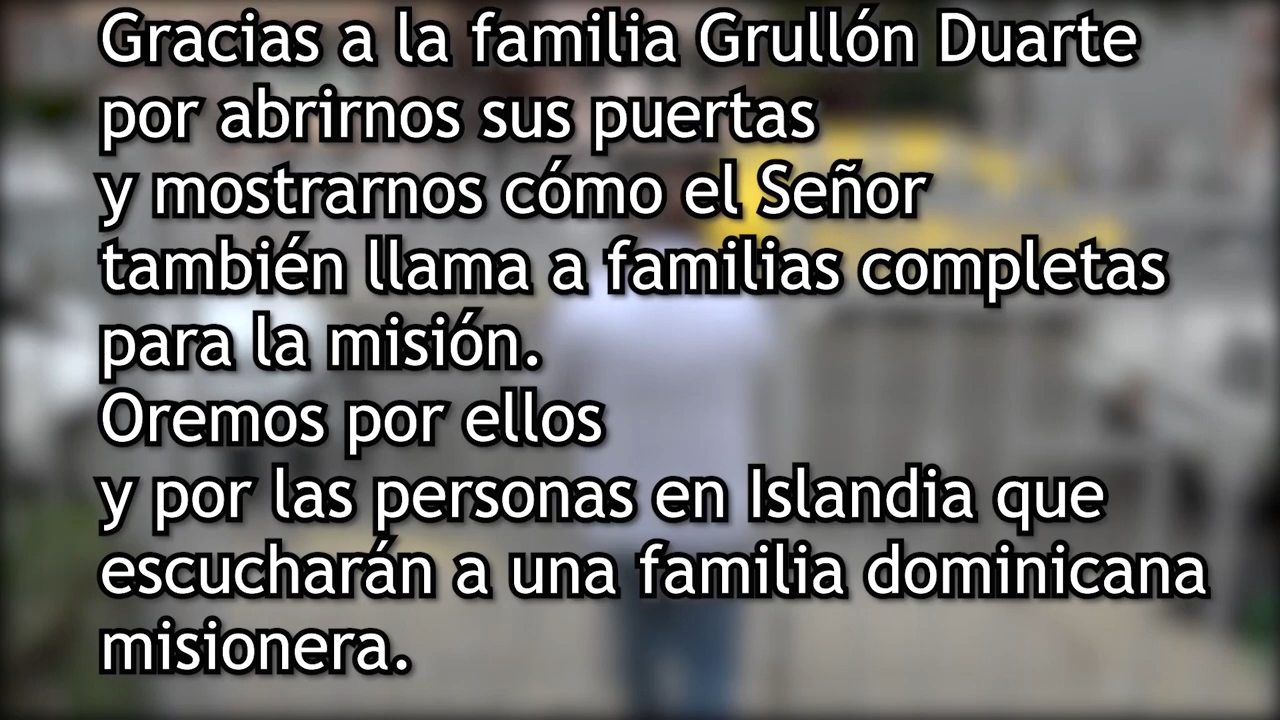 Gracias a la familia Grullón Duarte
por abrirnos sus puertas
y mostrarnos cómo el Señor
también llama a familias completas
para la misión.
Oremos por ellos
y por las personas en Islandia que
escucharán a una familia dominicana
misionera.